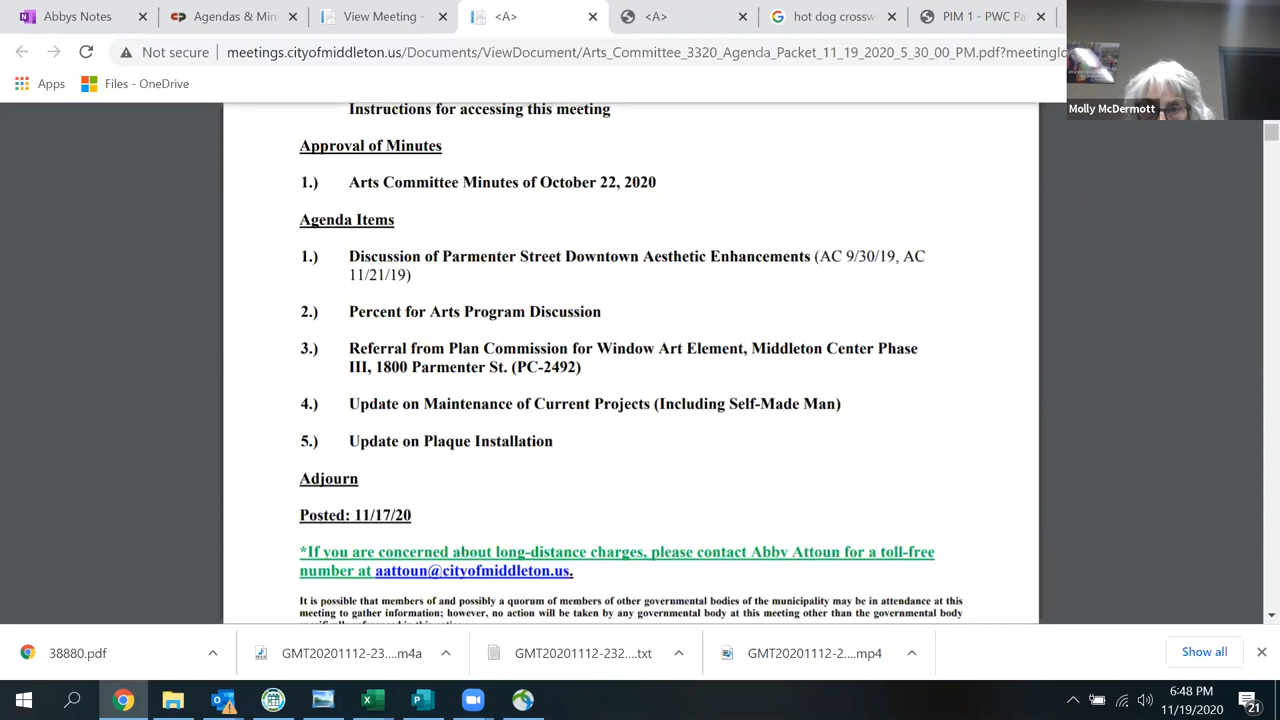 Abby Notes
Agendas & Min
View Meeting -
<A>
<A>
hot dog crossw
PIM 1 - PWC Pa
Not secure
meetings.cityofmiddleton.us/Documents/ViewDocument/Arts_Committee_3320_Agenda_Packet_11_19_2020_5_30_00_PM.pdf?meetinglo
Apps
Files - OneDrive
Molly McDermott
Instructions for accessing this meeting
Approval of Minutes
1.) Arts Committee Minutes of October 22, 2020
Agenda Items
1.) Discussion of Parmenter Street Downtown Aesthetic Enhancements (AC 9/30/19, AC
11/21/19)
2.) Percent for Arts Program Discussion
3.) Referral from Plan Commission for Window Art Element, Middleton Center Phase
III, 1800 Parmenter St. (PC-2492)
4.) Update on Maintenance of Current Projects (Including Self-Made Man)
5.) Update on Plaque Installation
Adjourn
Posted: 11/17/20
*If you are concerned about long-distance charges, please contact Abby Attoun for a toll-free
number at aattoun@cityofmiddleton.us.
It is possible that members of and possibly a quorum of members of other governmental bodies of the municipality may be in attendance at this
meeting to gather information; however, no action will be taken by any governmental body at this meeting other than the governmental body
38880.pdf
GMT20201112-23....m4a
GMT20201112-232....txt
GMT20201112-2....mp4
Show all
6:48 PM
11/19/2020
21